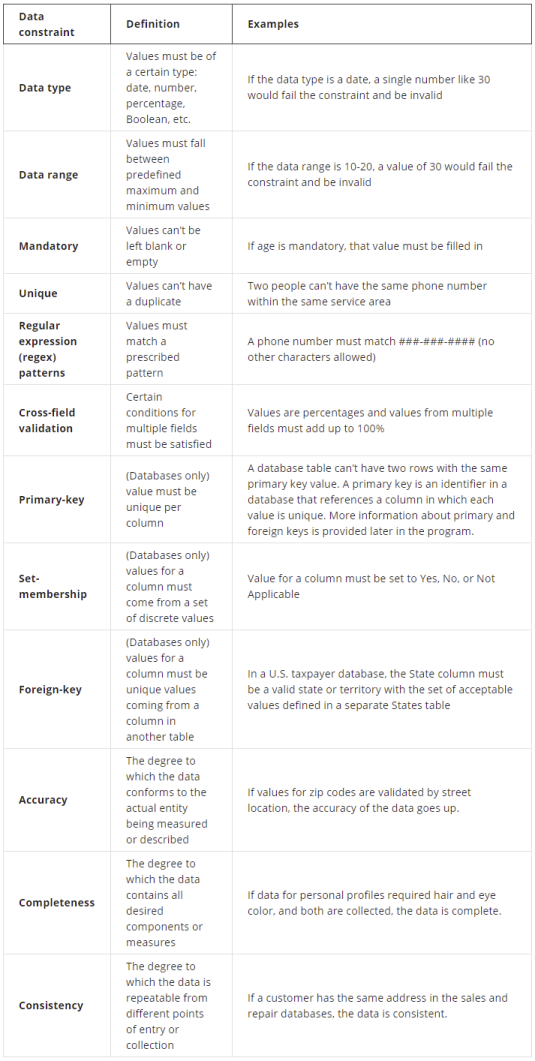 Data
constraint
Definition
Examples
Data type
Values must be of
a certain type:
date, number,
percentage,
Boolean, etc.
If the data type is a date, a single number like 30
would fail the constraint and be invalid
Data range
Values must fall
between
predefined
maximum and
minimum values
If the data range is 10-20, a value of 30 would fail the
constraint and be invalid
Mandatory
Values can't be
left blank or
empty
If age is mandatory, that value must be filled in
Unique
Values can't have
a duplicate
Two people can't have the same phone number
within the same service area
Regular
expression
(regex)
patterns
Values must
match a
prescribed
pattern
A phone number must match ###-###-#### (no
other characters allowed)
Cross-field
validation
Certain
conditions for
multiple fields
must be satisfied
Values are percentages and values from multiple
fields must add up to 100%
Primary-key
(Databases only)
value must be
unique per
column
A database table can't have two rows with the same
primary key value. A primary key is an identifier in a
database that references a column in which each
value is unique. More information about primary and
foreign keys is provided later in the program.
Set-
membership
(Databases only)
values for a
column must
come from a set
of discrete values
Value for a column must be set to Yes, No, or Not
Applicable
Foreign-key
(Databases only)
values for a
column must be
unique values
coming from a
column in
another table
In a U.S. taxpayer database, the State column must
be a valid state or territory with the set of acceptable
values defined in a separate States table
Accuracy
The degree to
which the data
conforms to the
actual entity
being measured
or described
If values for zip codes are validated by street
location, the accuracy of the data goes up.
Completeness
The degree to
which the data
contains all
desired
components or
measures
If data for personal profiles required hair and eye
color, and both are collected, the data is complete.
Consistency
The degree to
which the data is
repeatable from
different points
of entry or
collection
If a customer has the same address in the sales and
repair databases, the data is consistent.